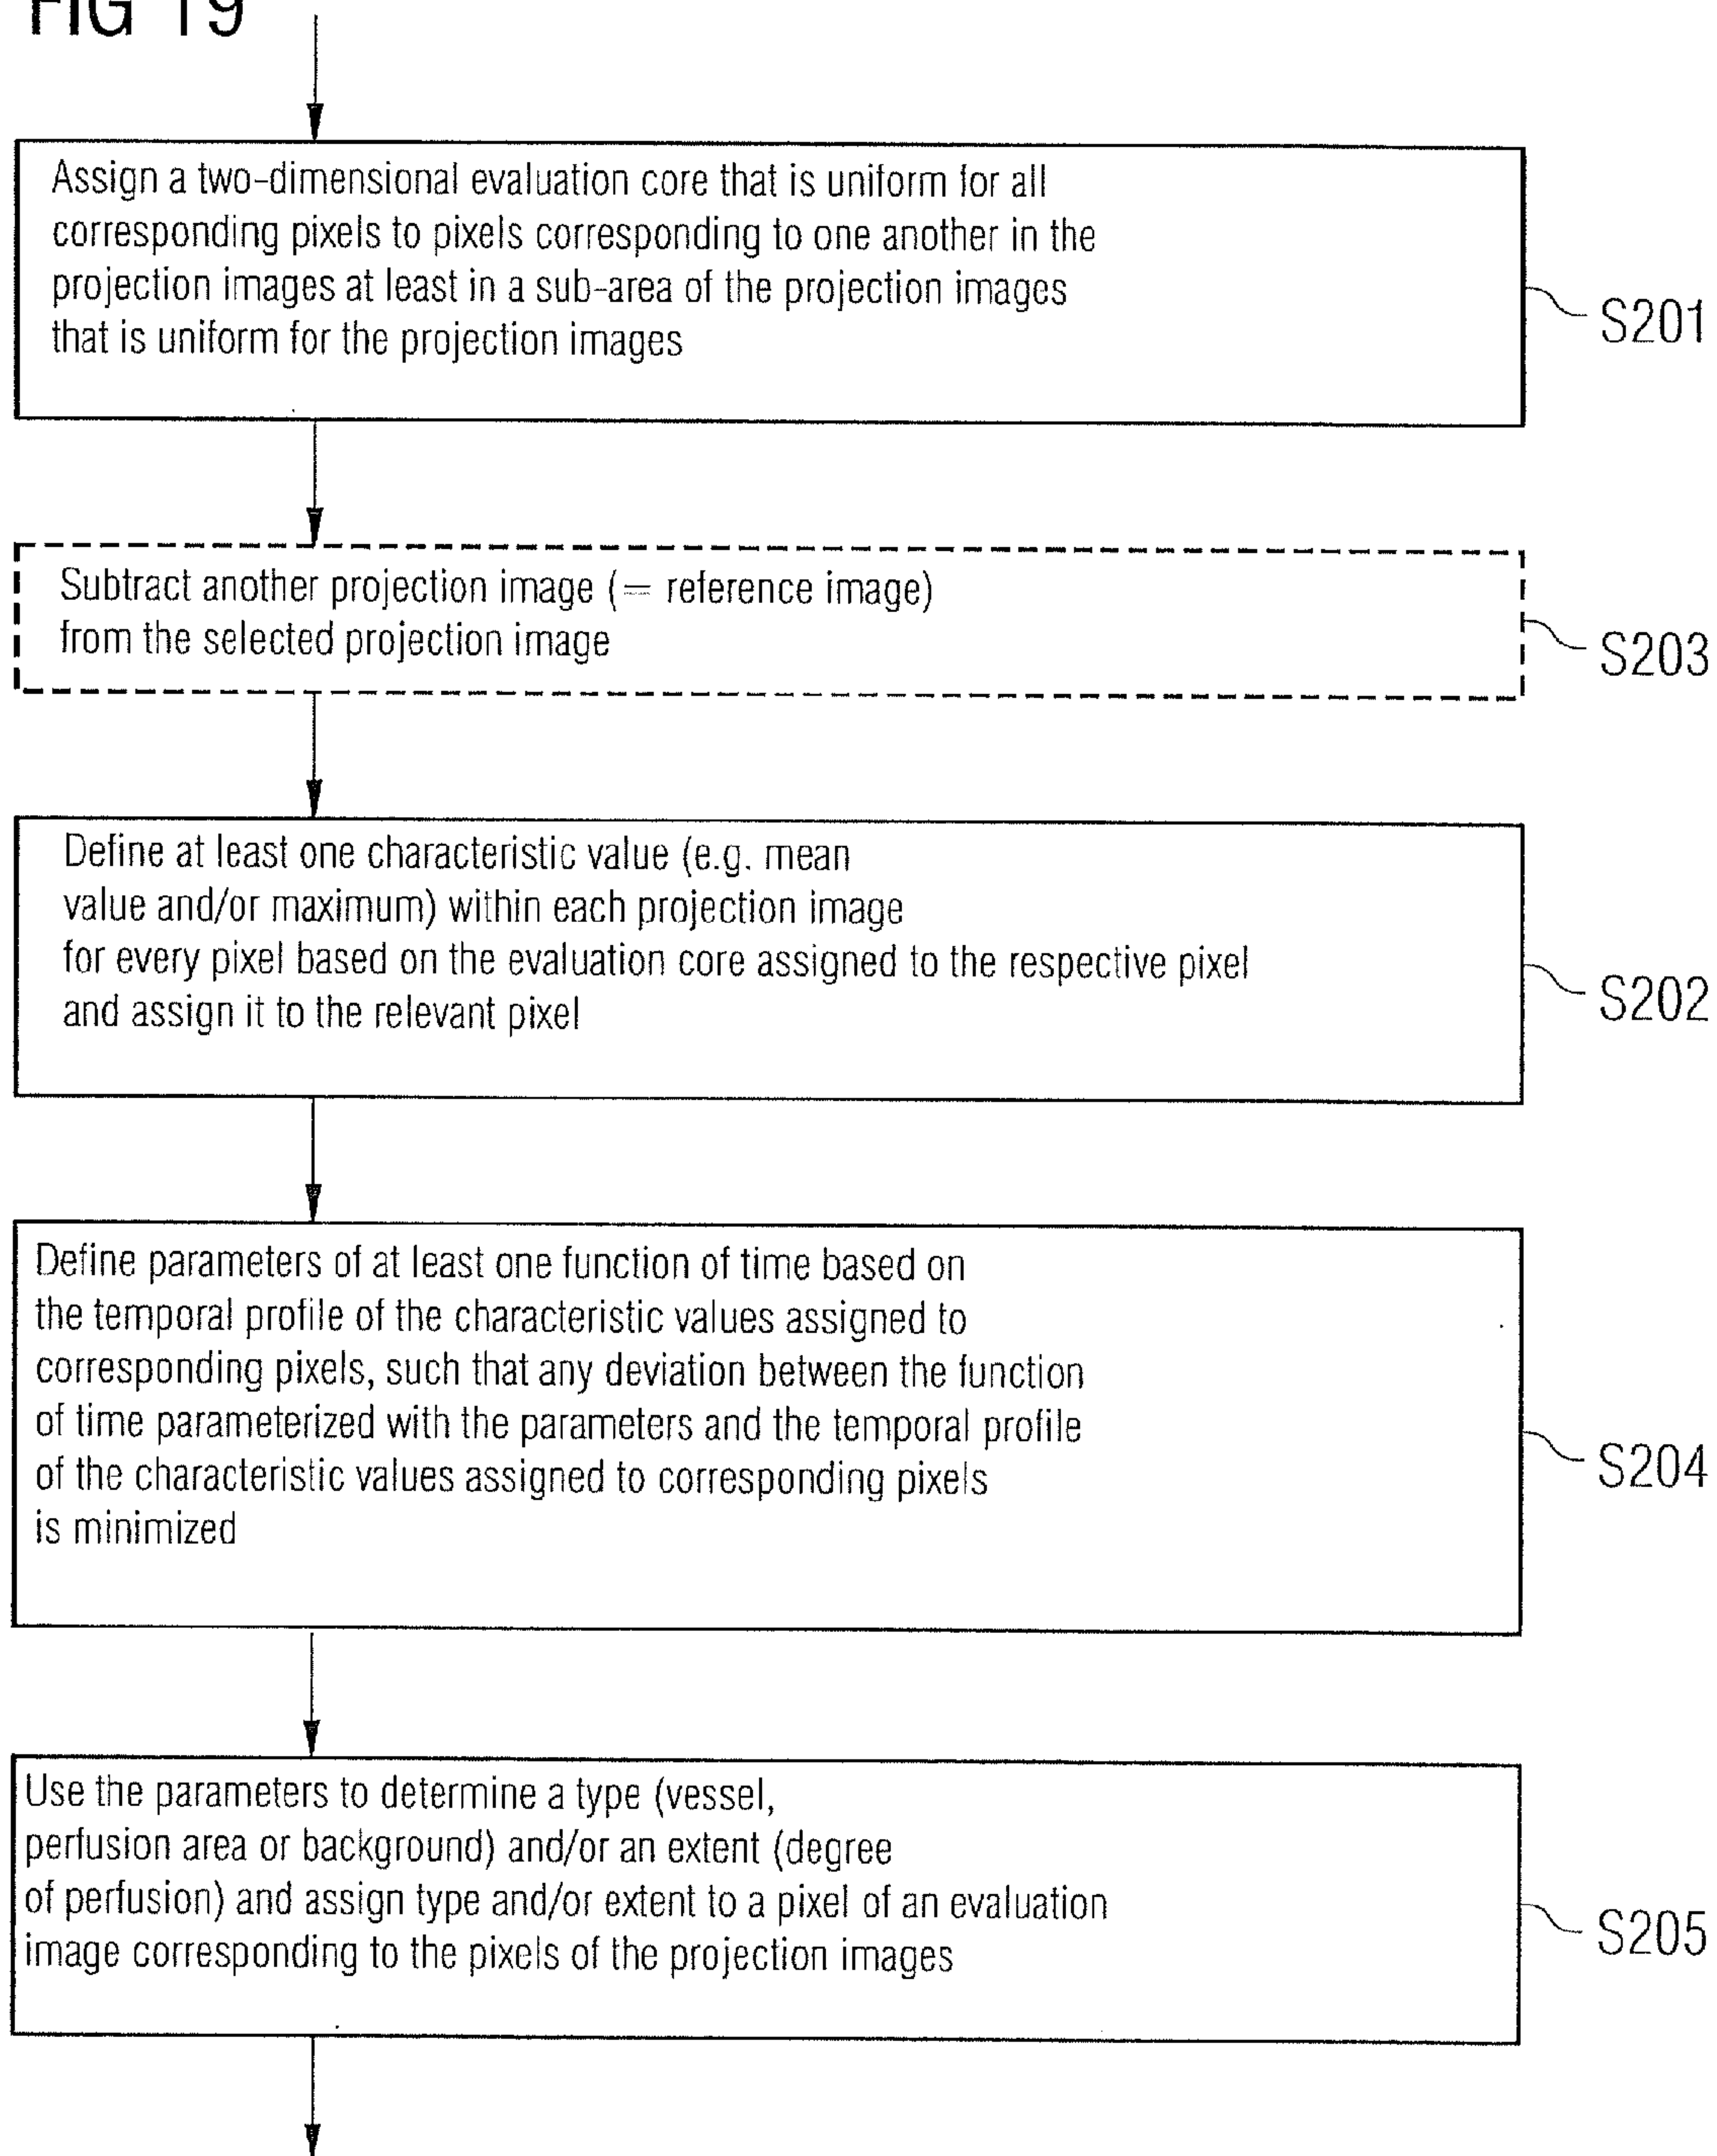 FIG 19
Assign a two-dimensional evaluation core that is uniform for all
corresponding pixels to pixels corresponding to one another in the
projection images at least in a sub-area of the projection images
that is uniform for the projection images
S201
Subtract another projection image (= reference image)
from the selected projection image
S203
Define at least one characteristic value (e.g. mean
value and/or maximum) within each projection image
for every pixel based on the evaluation core assigned to the respective pixel
and assign it to the relevant pixel
S202
Define parameters of at least one function of time based on
the temporal profile of the characteristic values assigned to
corresponding pixels, such that any deviation between the function
of time parameterized with the parameters and the temporal profile
of the characteristic values assigned to corresponding pixels
is minimized
S204
Use the parameters to determine a type (vessel,
perfusion area or background) and/or an extent (degree
of perfusion) and assign type and/or extent to a pixel of an evaluation
image corresponding to the pixels of the projection images
S205